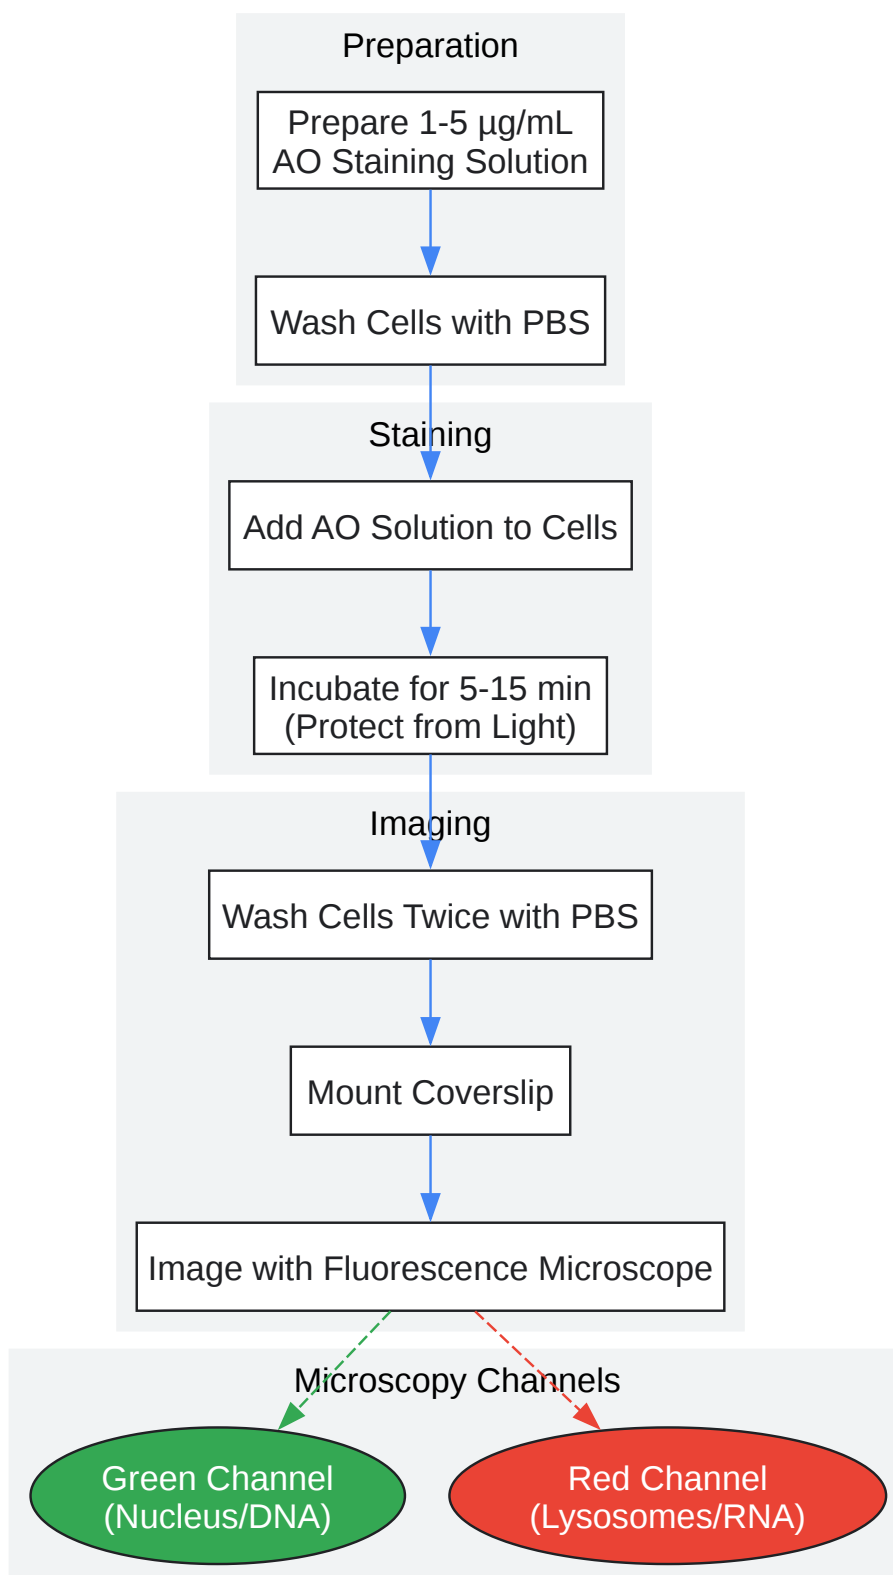 Preparation
Prepare 1-5 µg/mL
AO Staining Solution
Wash Cells with PBS
Staining
Add AO Solution to Cells
Incubate for 5-15 min
(Protect from Light)
Imaging
Wash Cells Twice with PBS
Mount Coverslip
Image with Fluorescence Microscope
Microscopy Channels
Green Channel
(Nucleus/DNA)
Red Channel
(Lysosomes/RNA)